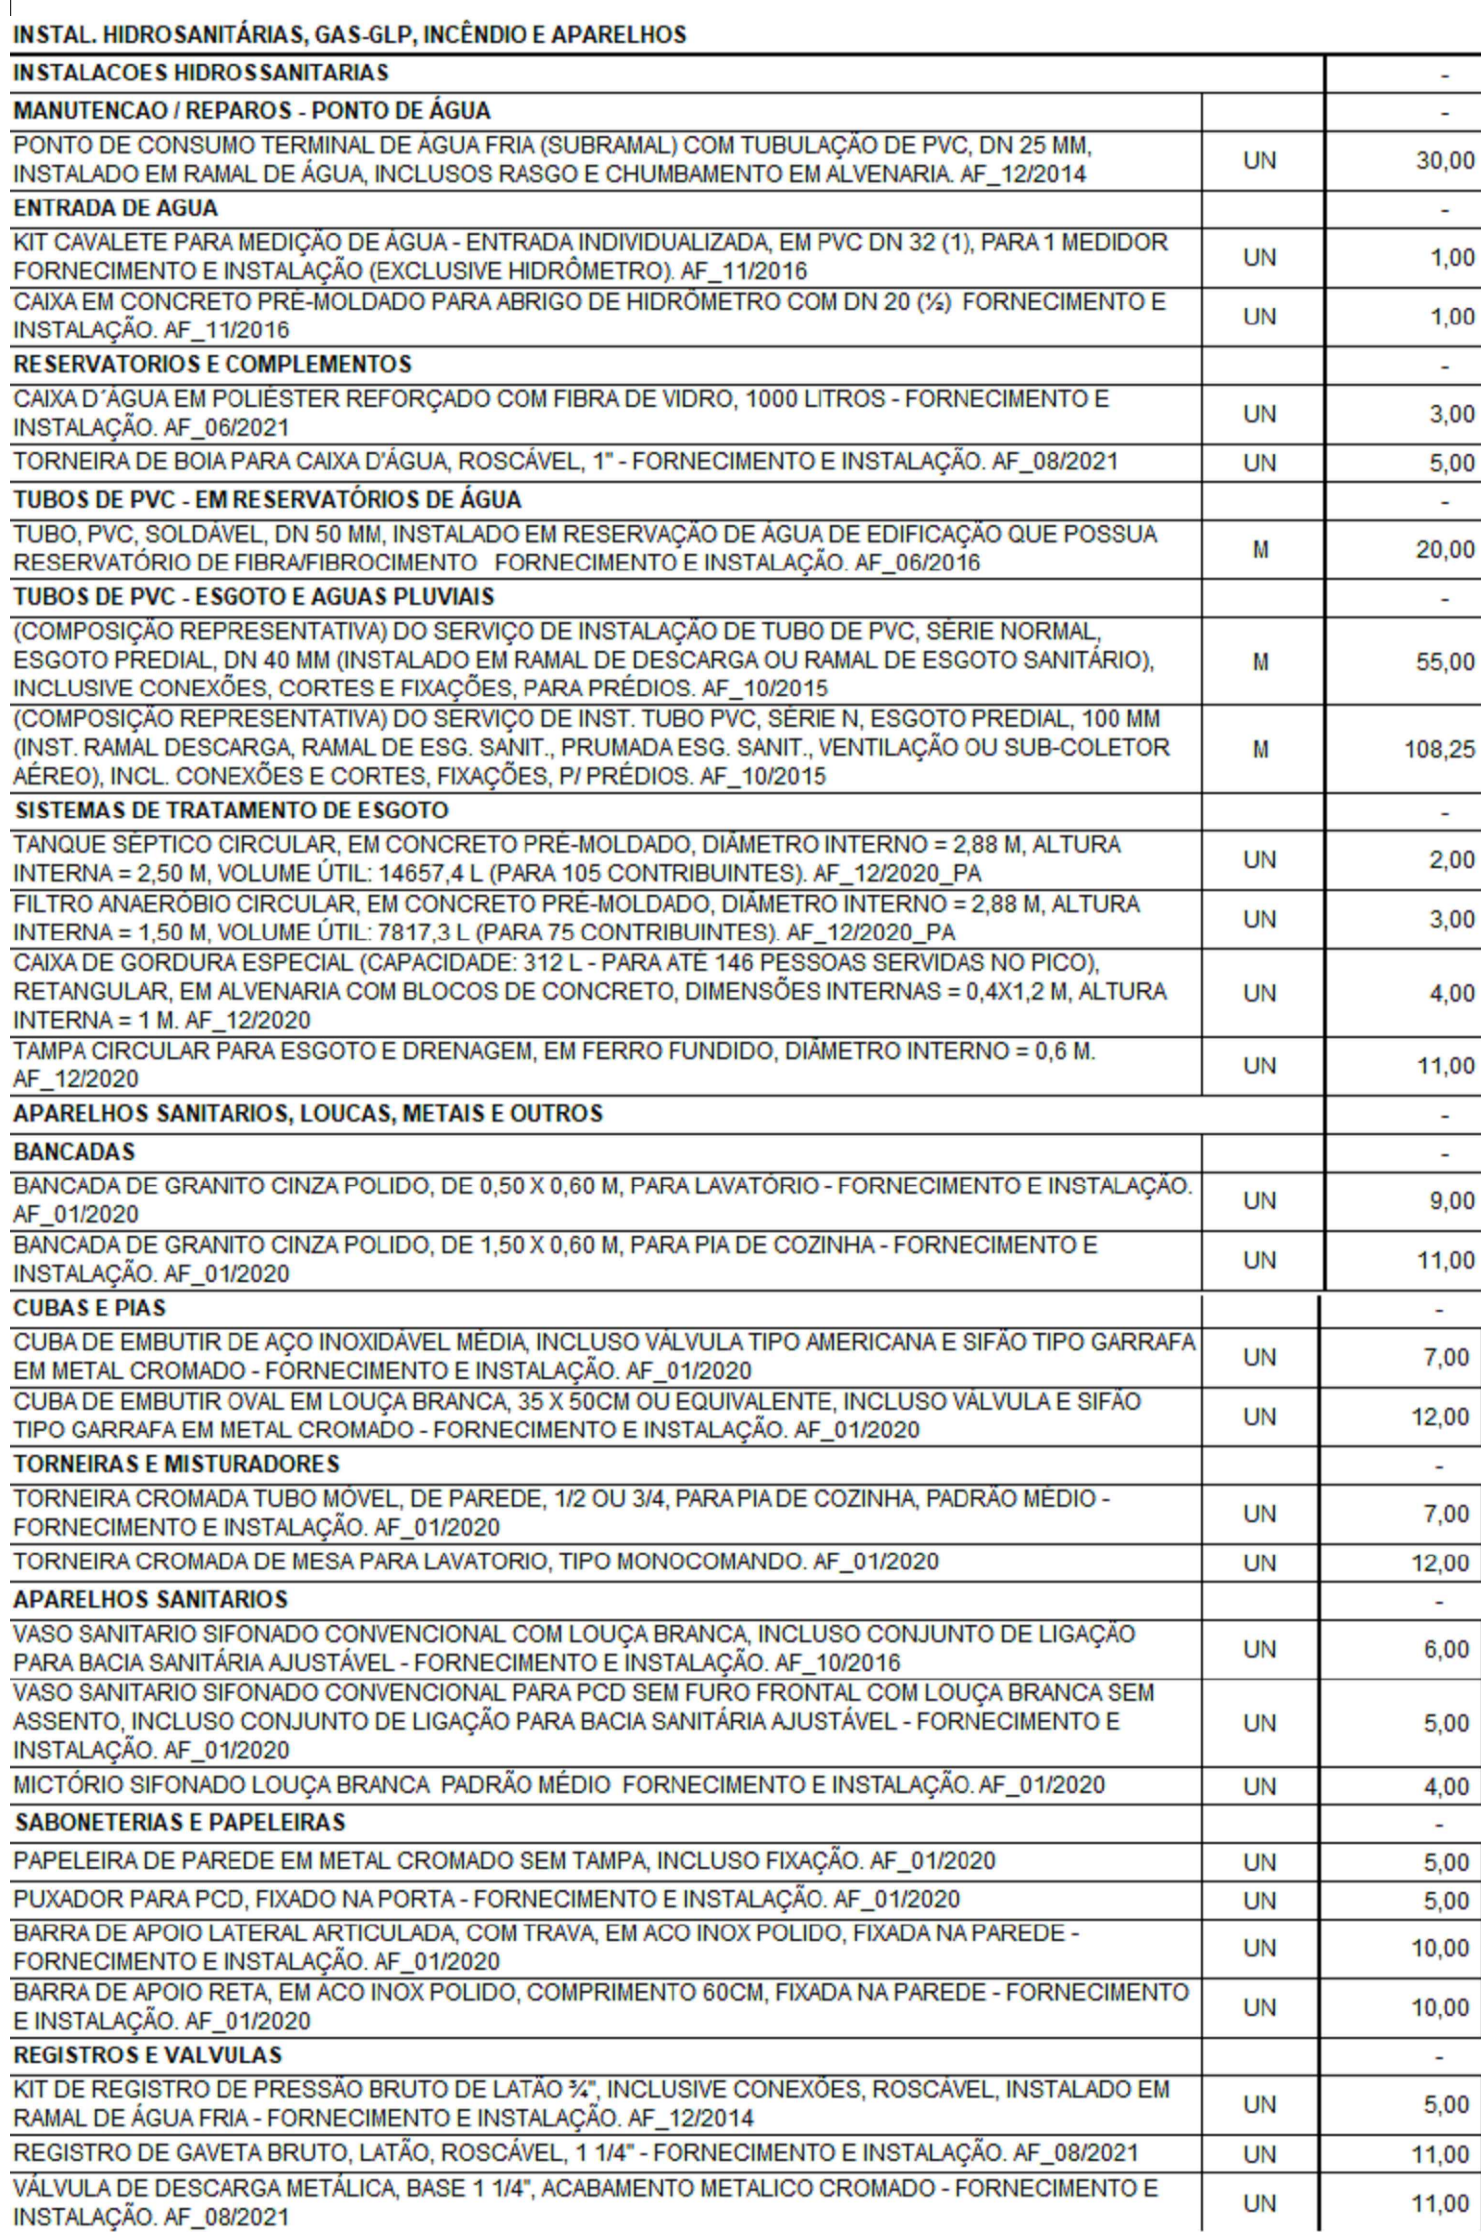 INSTAL. HIDROSANITÁRIAS, GAS-GLP, INCÊNDIO E APARELHOS
INSTALACOES HIDROSSANITARIAS -
MANUTENCAO / REPAROS - PONTO DE ÁGUA -
PONTO DE CONSUMO TERMINAL DE ÁGUA FRIA (SUBRAMAL) COM TUBULAÇÃO DE PVC, DN 25 MM,
INSTALADO EM RAMAL DE ÁGUA, INCLUSOS RASGO E CHUMBAMENTO EM ALVENARIA. AF_12/2014 UN 30,00
ENTRADA DE AGUA -
KIT CAVALETE PARA MEDIÇÃO DE ÁGUA - ENTRADA INDIVIDUALIZADA, EM PVC DN 32 (1), PARA 1 MEDIDOR
FORNECIMENTO E INSTALAÇÃO (EXCLUSIVE HIDRÔMETRO). AF_11/2016 UN 1,00
CAIXA EM CONCRETO PRÉ-MOLDADO PARA ABRIGO DE HIDRÔMETRO COM DN 20 (½) FORNECIMENTO E
INSTALAÇÃO. AF_11/2016 UN 1,00
RESERVATORIOS E COMPLEMENTOS -
CAIXA D´ÁGUA EM POLIÉSTER REFORÇADO COM FIBRA DE VIDRO, 1000 LITROS - FORNECIMENTO E
INSTALAÇÃO. AF_06/2021 UN 3,00
TORNEIRA DE BOIA PARA CAIXA D'ÁGUA, ROSCÁVEL, 1" - FORNECIMENTO E INSTALAÇÃO. AF_08/2021 UN 5,00
TUBOS DE PVC - EM RESERVATÓRIOS DE ÁGUA -
TUBO, PVC, SOLDÁVEL, DN 50 MM, INSTALADO EM RESERVAÇÃO DE ÁGUA DE EDIFICAÇÃO QUE POSSUA
RESERVATÓRIO DE FIBRA/FIBROCIMENTO FORNECIMENTO E INSTALAÇÃO. AF_06/2016 M 20,00
TUBOS DE PVC - ESGOTO E AGUAS PLUVIAIS -
(COMPOSIÇÃO REPRESENTATIVA) DO SERVIÇO DE INSTALAÇÃO DE TUBO DE PVC, SÉRIE NORMAL,
ESGOTO PREDIAL, DN 40 MM (INSTALADO EM RAMAL DE DESCARGA OU RAMAL DE ESGOTO SANITÁRIO),
INCLUSIVE CONEXÕES, CORTES E FIXAÇÕES, PARA PRÉDIOS. AF_10/2015 M 55,00
(COMPOSIÇÃO REPRESENTATIVA) DO SERVIÇO DE INST. TUBO PVC, SÉRIE N, ESGOTO PREDIAL, 100 MM
(INST. RAMAL DESCARGA, RAMAL DE ESG. SANIT., PRUMADA ESG. SANIT., VENTILAÇÃO OU SUB-COLETOR
AÉREO), INCL. CONEXÕES E CORTES, FIXAÇÕES, P/ PRÉDIOS. AF_10/2015 M 108,25
SISTEMAS DE TRATAMENTO DE ESGOTO -
TANQUE SÉPTICO CIRCULAR, EM CONCRETO PRÉ-MOLDADO, DIÂMETRO INTERNO = 2,88 M, ALTURA
INTERNA = 2,50 M, VOLUME ÚTIL: 14657,4 L (PARA 105 CONTRIBUINTES). AF_12/2020_PA UN 2,00
FILTRO ANAERÓBIO CIRCULAR, EM CONCRETO PRÉ-MOLDADO, DIÂMETRO INTERNO = 2,88 M, ALTURA
INTERNA = 1,50 M, VOLUME ÚTIL: 7817,3 L (PARA 75 CONTRIBUINTES). AF_12/2020_PA UN 3,00
CAIXA DE GORDURA ESPECIAL (CAPACIDADE: 312 L - PARA ATÉ 146 PESSOAS SERVIDAS NO PICO),
RETANGULAR, EM ALVENARIA COM BLOCOS DE CONCRETO, DIMENSÕES INTERNAS = 0,4X1,2 M, ALTURA
INTERNA = 1 M. AF_12/2020 UN 4,00
TAMPA CIRCULAR PARA ESGOTO E DRENAGEM, EM FERRO FUNDIDO, DIÂMETRO INTERNO = 0,6 M.
AF_12/2020 UN 11,00
APARELHOS SANITARIOS, LOUCAS, METAIS E OUTROS -
BANCADAS -
BANCADA DE GRANITO CINZA POLIDO, DE 0,50 X 0,60 M, PARA LAVATÓRIO - FORNECIMENTO E INSTALAÇÃO.
AF_01/2020 UN 9,00
BANCADA DE GRANITO CINZA POLIDO, DE 1,50 X 0,60 M, PARA PIA DE COZINHA - FORNECIMENTO E
INSTALAÇÃO. AF_01/2020 UN 11,00
CUBAS E PIAS -
CUBA DE EMBUTIR DE AÇO INOXIDÁVEL MÉDIA, INCLUSO VÁLVULA TIPO AMERICANA E SIFÃO TIPO GARRAFA
EM METAL CROMADO - FORNECIMENTO E INSTALAÇÃO. AF_01/2020 UN 7,00
CUBA DE EMBUTIR OVAL EM LOUÇA BRANCA, 35 X 50CM OU EQUIVALENTE, INCLUSO VÁLVULA E SIFÃO
TIPO GARRAFA EM METAL CROMADO - FORNECIMENTO E INSTALAÇÃO. AF_01/2020 UN 12,00
TORNEIRAS E MISTURADORES -
TORNEIRA CROMADA TUBO MÓVEL, DE PAREDE, 1/2 OU 3/4, PARA PIA DE COZINHA, PADRÃO MÉDIO -
FORNECIMENTO E INSTALAÇÃO. AF_01/2020 UN 7,00
TORNEIRA CROMADA DE MESA PARA LAVATORIO, TIPO MONOCOMANDO. AF_01/2020 UN 12,00
APARELHOS SANITARIOS -
VASO SANITARIO SIFONADO CONVENCIONAL COM LOUÇA BRANCA, INCLUSO CONJUNTO DE LIGAÇÃO
PARA BACIA SANITÁRIA AJUSTÁVEL - FORNECIMENTO E INSTALAÇÃO. AF_10/2016 UN 6,00
VASO SANITARIO SIFONADO CONVENCIONAL PARA PCD SEM FURO FRONTAL COM LOUÇA BRANCA SEM
ASSENTO, INCLUSO CONJUNTO DE LIGAÇÃO PARA BACIA SANITÁRIA AJUSTÁVEL - FORNECIMENTO E
INSTALAÇÃO. AF_01/2020 UN 5,00
MICTÓRIO SIFONADO LOUÇA BRANCA PADRÃO MÉDIO FORNECIMENTO E INSTALAÇÃO. AF_01/2020 UN 4,00
SABONETERIAS E PAPELEIRAS -
PAPELEIRA DE PAREDE EM METAL CROMADO SEM TAMPA, INCLUSO FIXAÇÃO. AF_01/2020 UN 5,00
PUXADOR PARA PCD, FIXADO NA PORTA - FORNECIMENTO E INSTALAÇÃO. AF_01/2020 UN 5,00
BARRA DE APOIO LATERAL ARTICULADA, COM TRAVA, EM ACO INOX POLIDO, FIXADA NA PAREDE -
FORNECIMENTO E INSTALAÇÃO. AF_01/2020 UN 10,00
BARRA DE APOIO RETA, EM ACO INOX POLIDO, COMPRIMENTO 60CM, FIXADA NA PAREDE - FORNECIMENTO
E INSTALAÇÃO. AF_01/2020 UN 10,00
REGISTROS E VALVULAS -
KIT DE REGISTRO DE PRESSÃO BRUTO DE LATÃO ¾", INCLUSIVE CONEXÕES, ROSCÁVEL, INSTALADO EM
RAMAL DE ÁGUA FRIA - FORNECIMENTO E INSTALAÇÃO. AF_12/2014 UN 5,00
REGISTRO DE GAVETA BRUTO, LATÃO, ROSCÁVEL, 1 1/4" - FORNECIMENTO E INSTALAÇÃO. AF_08/2021 UN 11,00
VÁLVULA DE DESCARGA METÁLICA, BASE 1 1/4", ACABAMENTO METALICO CROMADO - FORNECIMENTO E
INSTALAÇÃO. AF_08/2021 UN 11,00